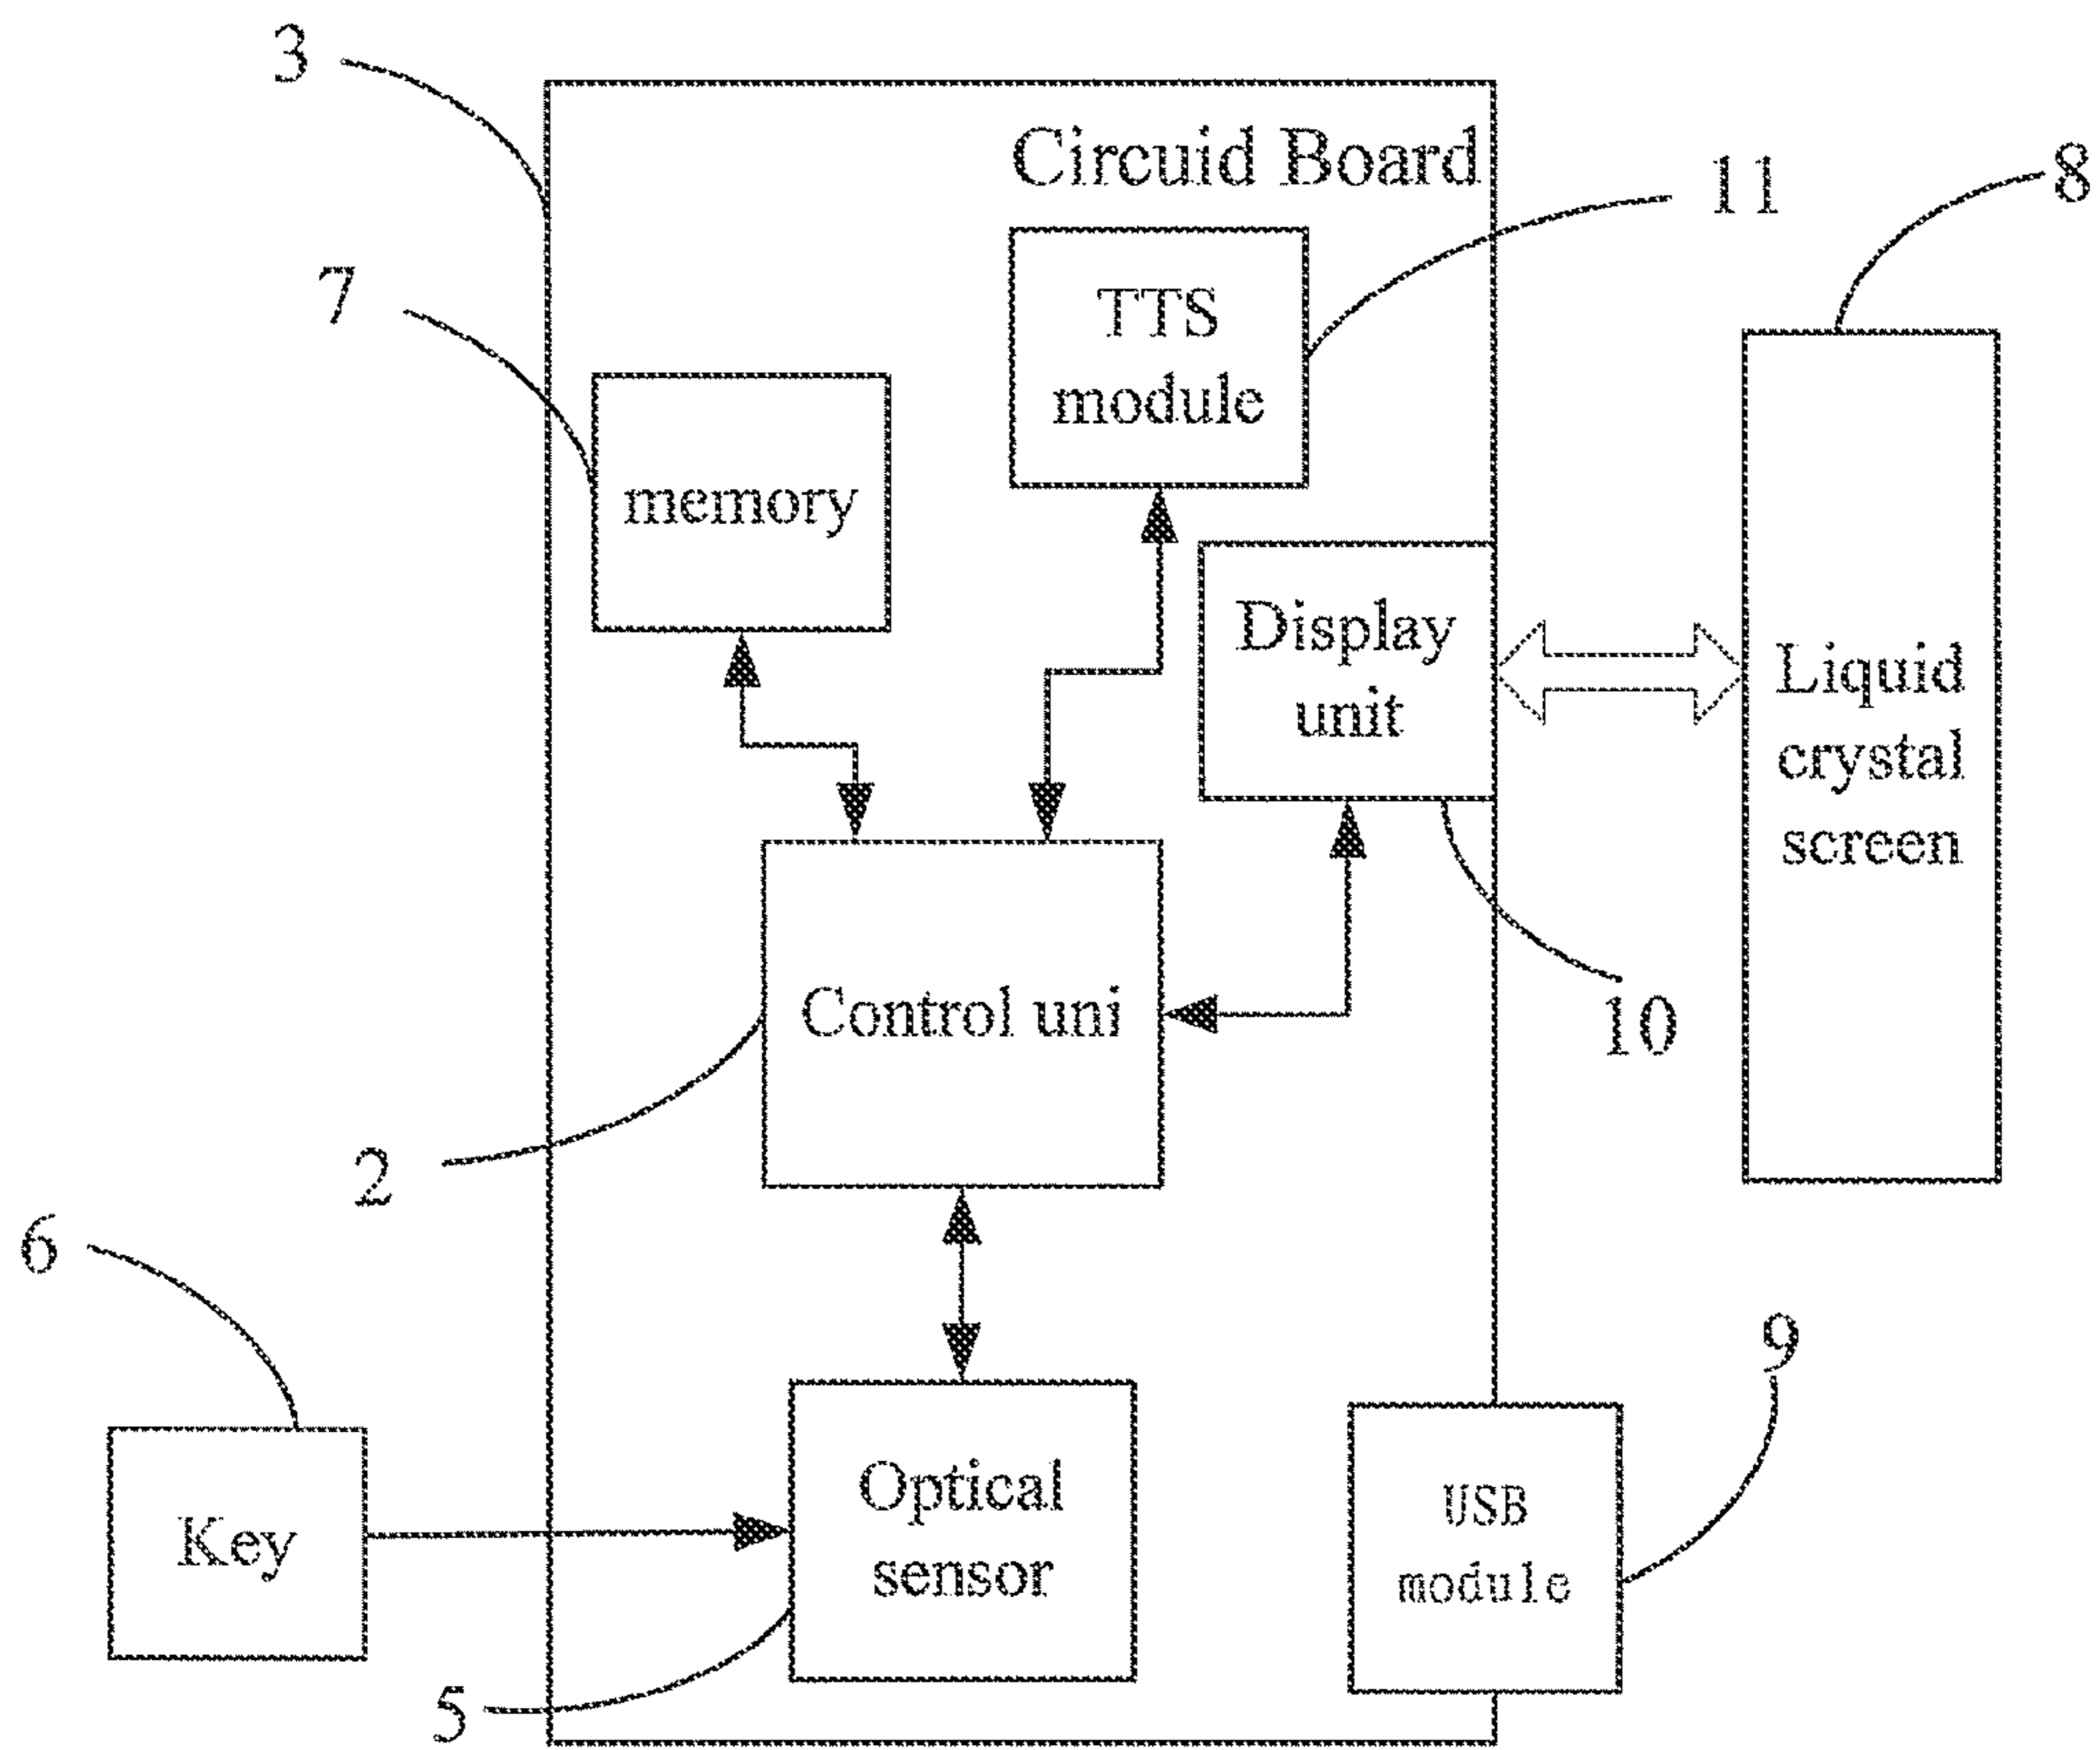 3
Circuid Board
11
8
7
TTS
module
memory
Display
unit
Liquid
crystal
screen
Control uni
10
2
6
9
Optical
sensor
Key
USB
module
5